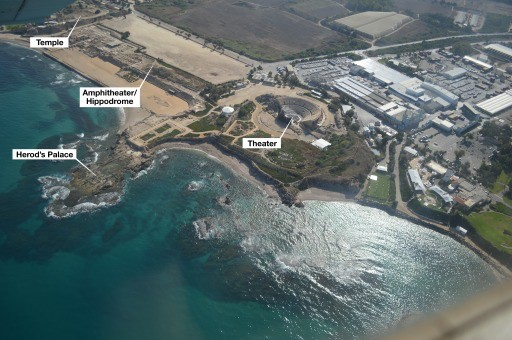 Temple
Amphitheater/
Hippodrome
Theater
Herod's Palace